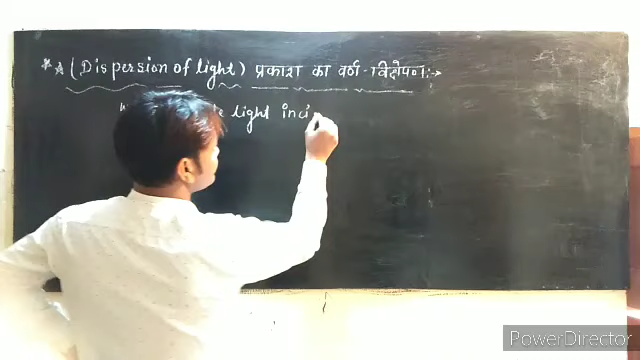 ** (Dispersion of light) प्रकाश का वर्ण-विक्षेपण :→
light inci
PowerDirector